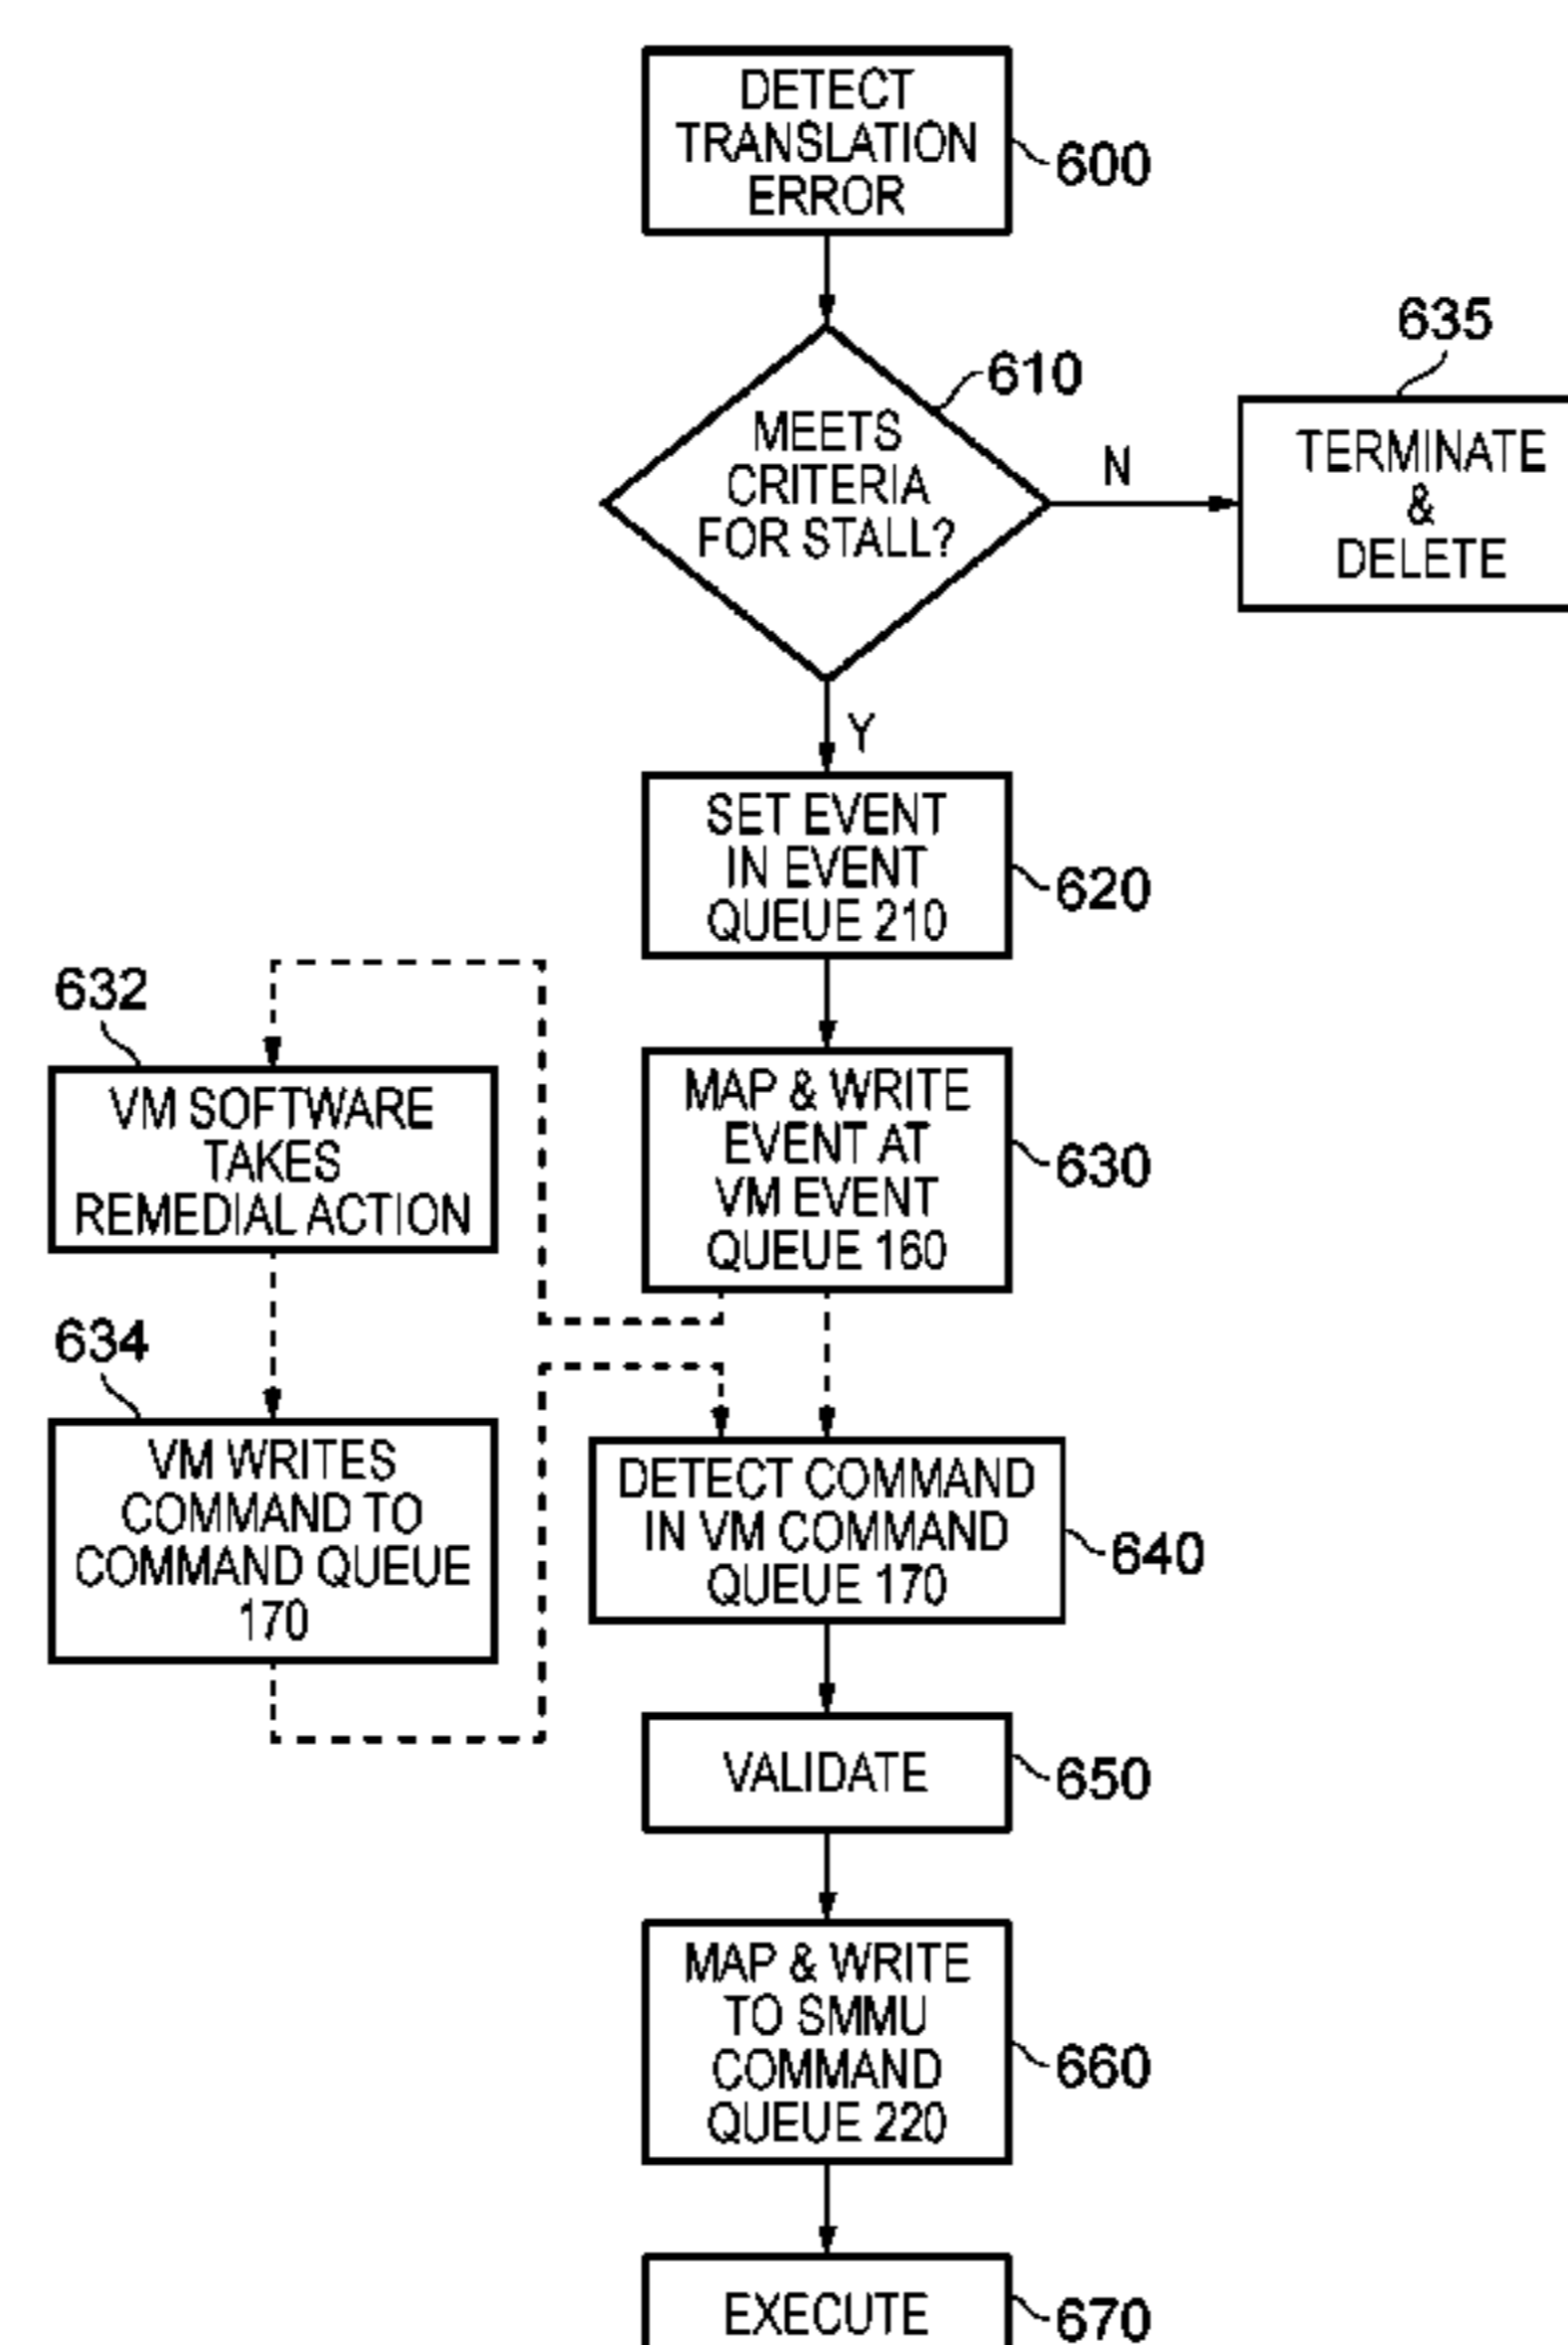 DETECT
TRANSLATION
ERROR
600
635
610
MEETS
CRITERIA
FOR STALL?
N
TERMINATE
&
DELETE
Y
SET EVENT
IN EVENT
QUEUE 210
620
632
VM SOFTWARE
TAKES
REMEDIAL ACTION
MAP & WRITE
EVENT AT
VM EVENT
QUEUE 160
630
634
VM WRITES
COMMAND TO
COMMAND QUEUE
170
DETECT COMMAND
IN VM COMMAND
QUEUE 170
640
VALIDATE
650
MAP & WRITE
TO SMMU
COMMAND
QUEUE 220
660
EXECUTE
670